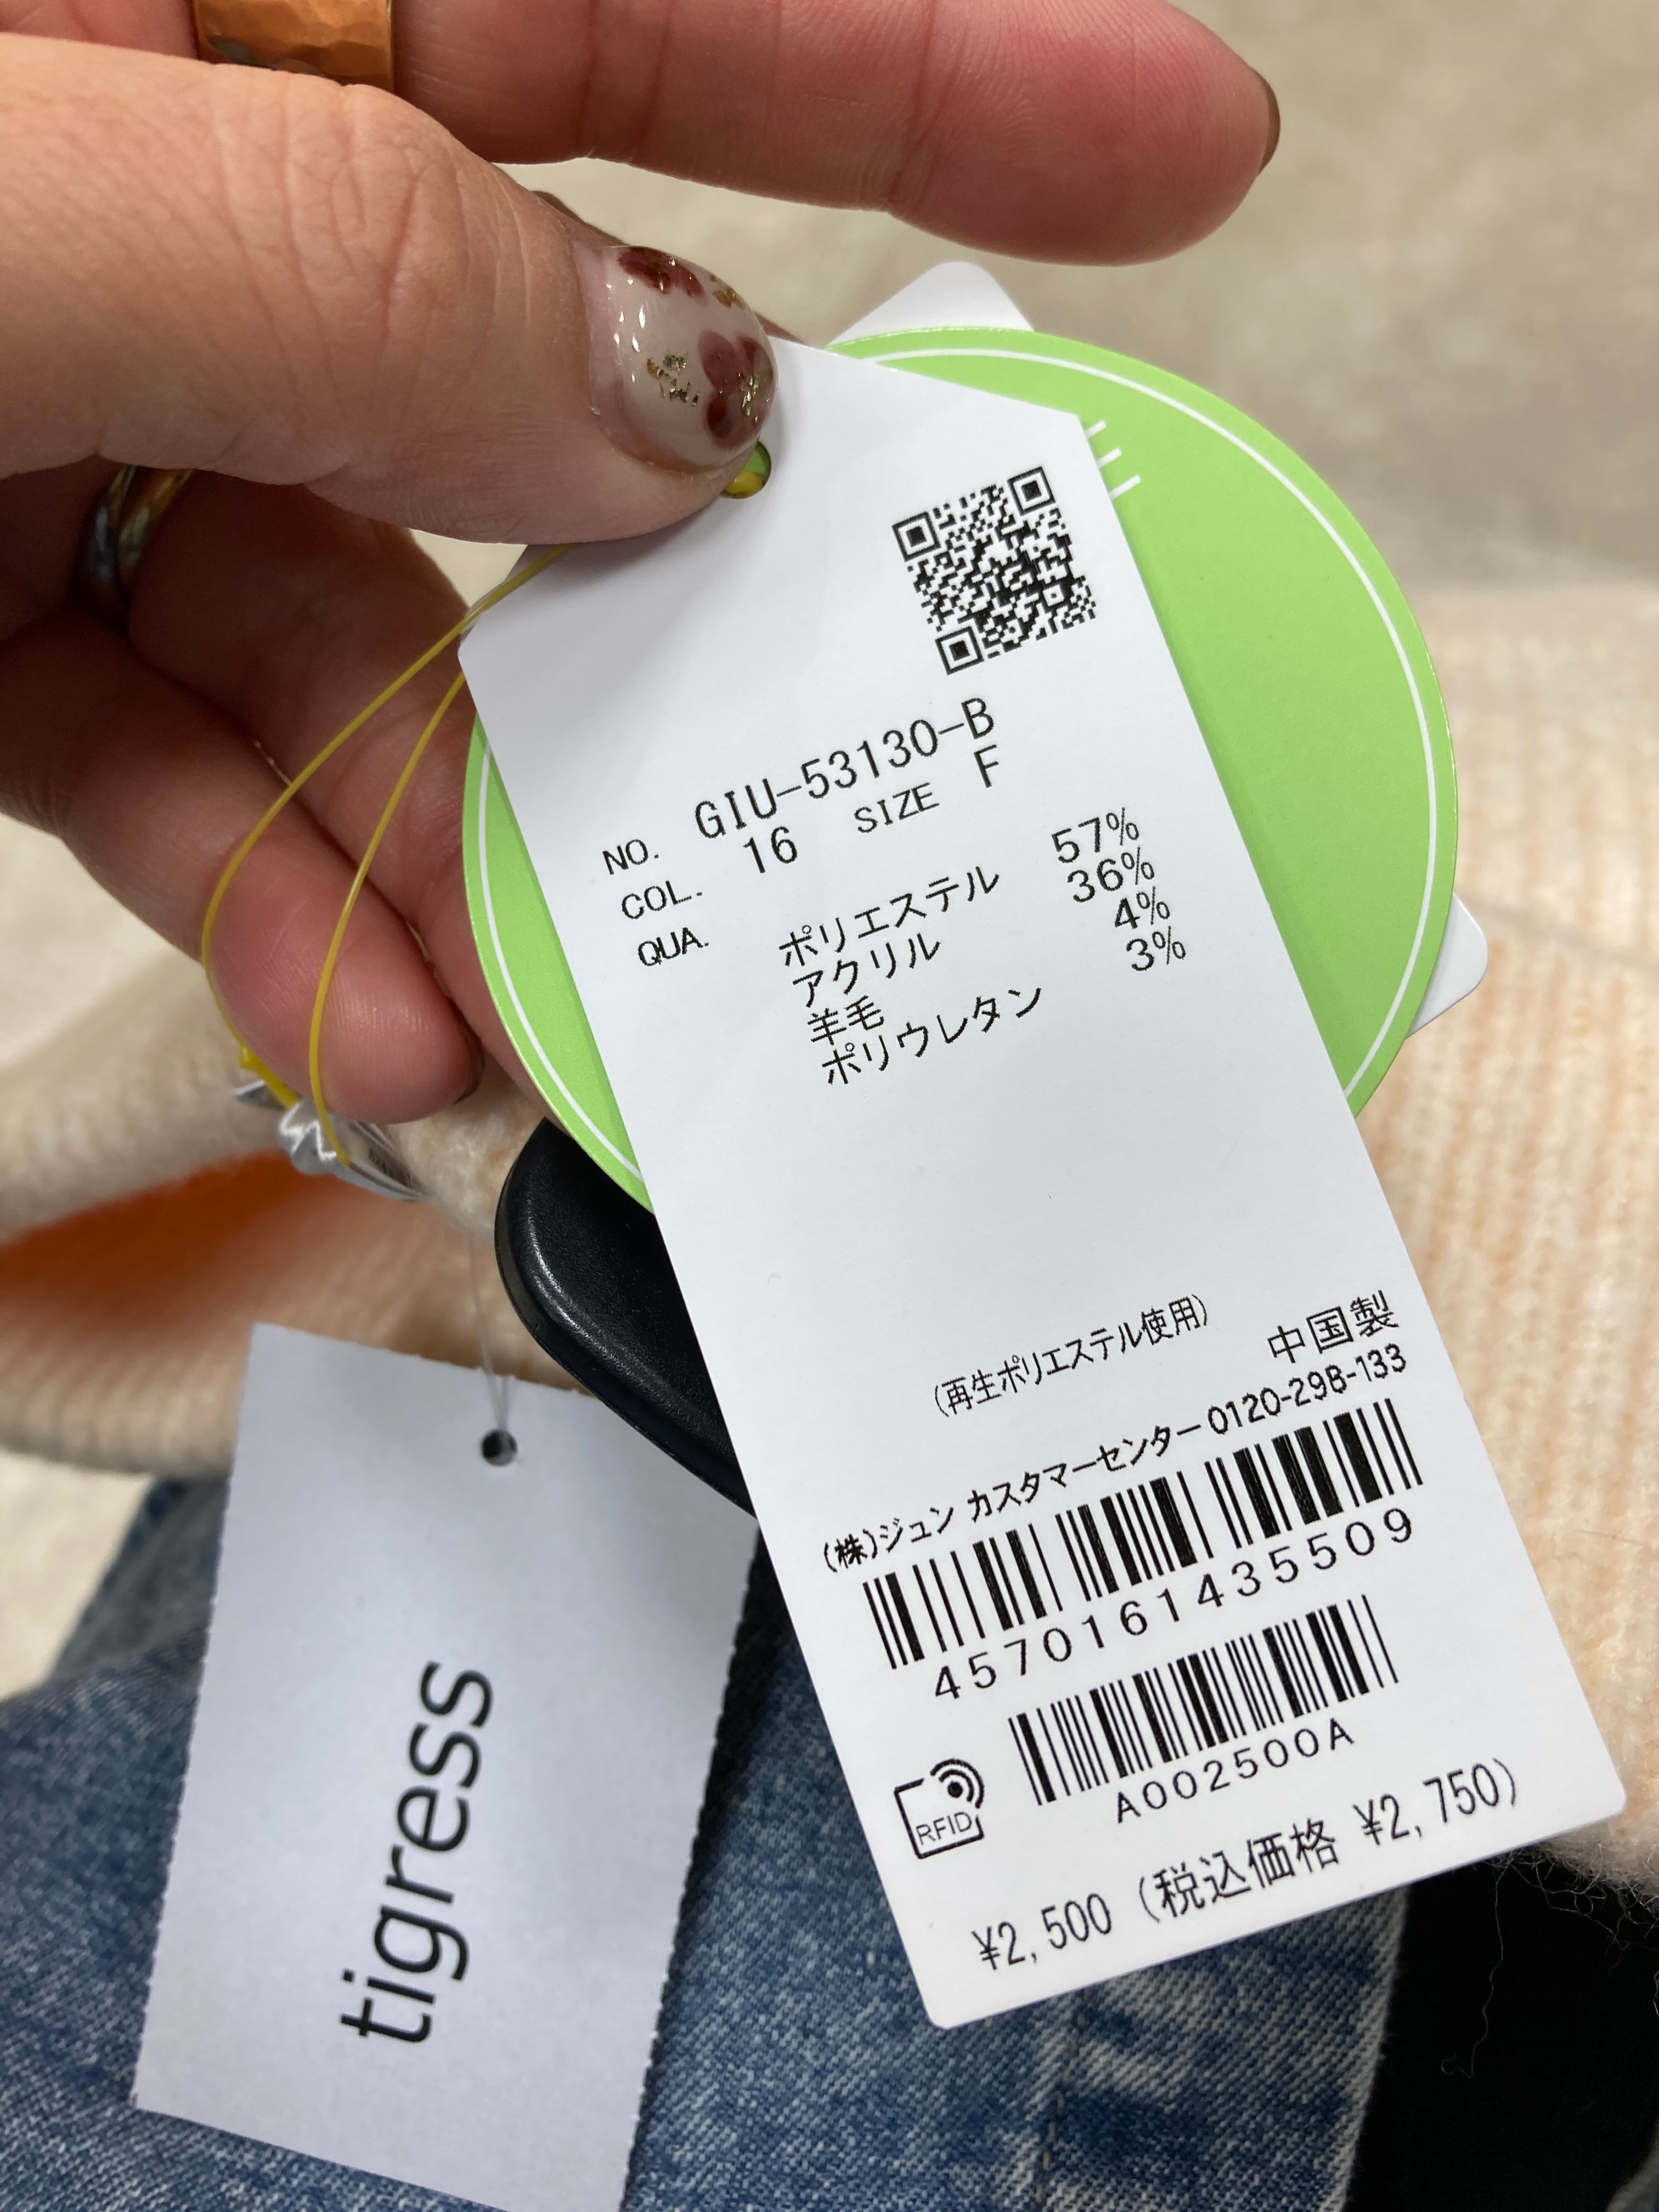 NO. GIU-53130-B
COL. 16 SIZE F
QUA. ポリエステル 57%
アクリル 36%
羊毛 4%
ポリウレタン 3%
(再生ポリエステル使用)
中国製
(株)ジュン カスタマーセンター 0120-298-133
4570161435509
A002500A
RFID
¥2,500 (税込価格 ¥2,750)
tigress